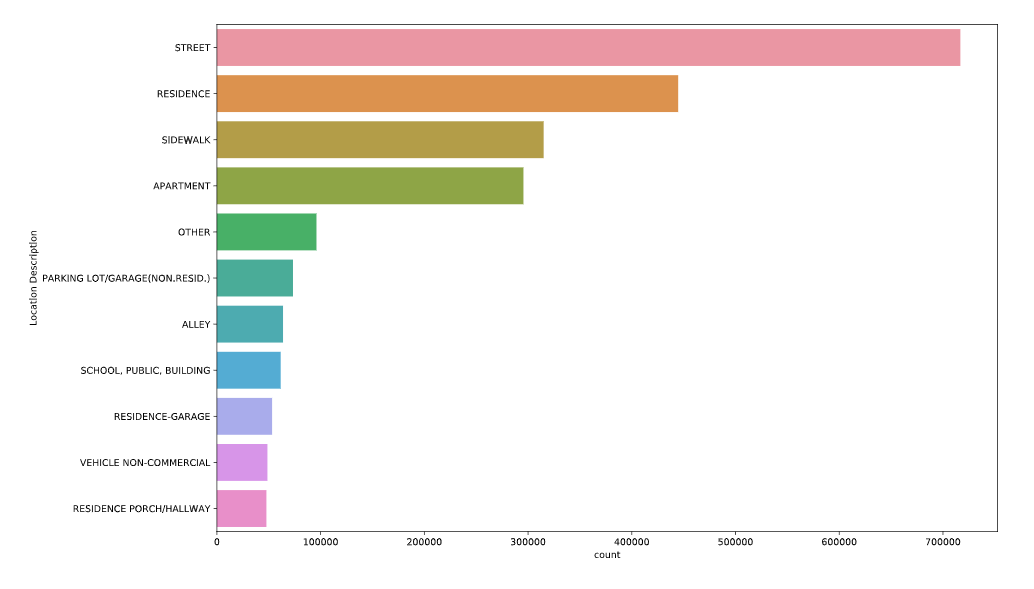 STREET
RESIDENCE
SIDEWALK
APARTMENT
OTHER
PARKING LOT/GARAGE(NON.RESID.)
ALLEY
SCHOOL, PUBLIC, BUILDING
RESIDENCE-GARAGE
VEHICLE NON-COMMERCIAL
RESIDENCE PORCH/HALLWAY
Location Description
0 100000 200000 300000 400000 500000 600000 700000
count